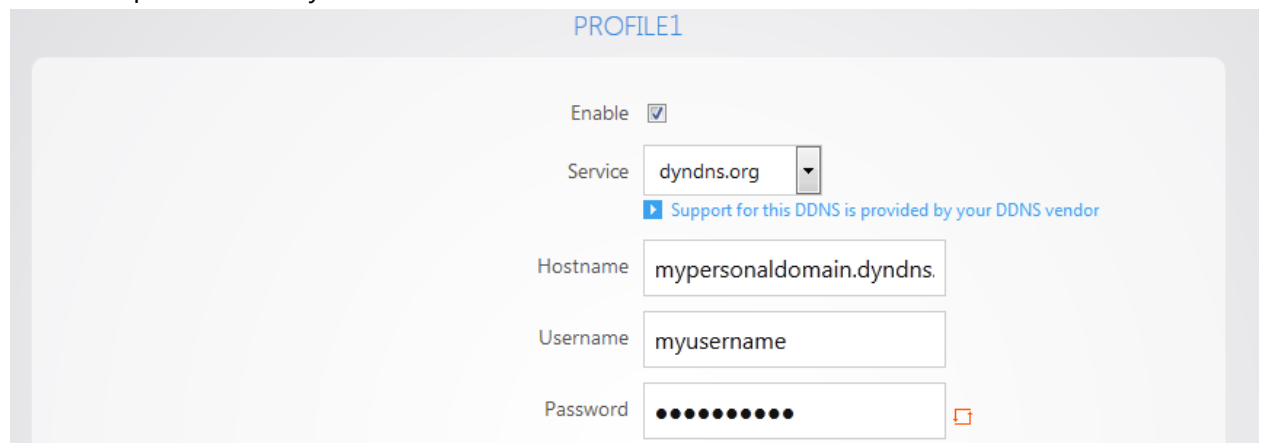 PROFILE1
Enable
Service dyndns.org
Support for this DDNS is provided by your DDNS vendor
Hostname mypersonaldomain.dyndns.
Username myusername
Password ●●●●●●●●●●